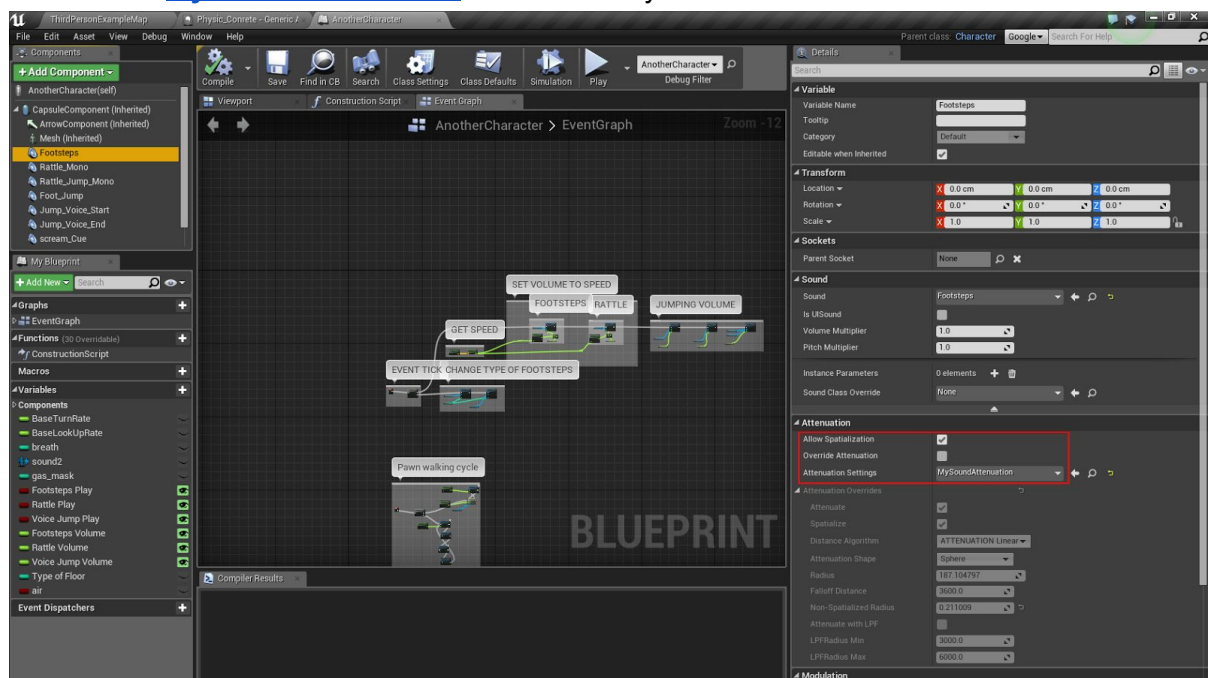 ThirdPersonExampleMap
Physic_Conrete - Generic A
AnotherCharacter
File Edit Asset View Debug Window Help
Parent class: Character Google Search For Help
Components
+Add Component
AnotherCharacter(self)
CapsuleComponent (Inherited)
ArrowComponent (Inherited)
Mesh (Inherited)
Footsteps
Rattle_Mono
Rattle_Jump_Mono
Foot_Jump
Jump_Voice_Start
Jump_Voice_End
scream_Cue
My Blueprint
+Add New Search
Graphs
EventGraph
Functions (30 Overridable)
ConstructionScript
Macros
Variables
Components
BaseTurnRate
BaseLookUpRate
breath
sound2
gas_mask
Footsteps Play
Rattle Play
Voice Jump Play
Footsteps Volume
Rattle Volume
Voice Jump Volume
Type of Floor
air
Event Dispatchers
Compile Save Find in CB Search Class Settings Class Defaults Simulation Play
AnotherCharacter
Debug Filter
Viewport Construction Script Event Graph
AnotherCharacter > EventGraph Zoom -12
SET VOLUME TO SPEED
FOOTSTEPS RATTLE JUMPING VOLUME
GET SPEED
EVENT TICK CHANGE TYPE OF FOOTSTEPS
Pawn walking cycle
BLUEPRINT
Compiler Results
Details
Search
Variable
Variable Name Footsteps
Tooltip
Category Default
Editable when Inherited
Transform
Location X 0.0 cm Y 0.0 cm Z 0.0 cm
Rotation X 0.0° Y 0.0° Z 0.0°
Scale X 1.0 Y 1.0 Z 1.0
Sockets
Parent Socket None
Sound
Sound Footsteps
Is UISound
Volume Multiplier 1.0
Pitch Multiplier 1.0
Instance Parameters 0 elements
Sound Class Override None
Attenuation
Allow Spatialization
Override Attenuation
Attenuation Settings MySoundAttenuation
Attenuation Overrides
Attenuate
Spatialize
Distance Algorithm ATTENUATION Linear
Attenuation Shape Sphere
Radius 187.104797
Falloff Distance 3600.0
Non-Spatialized Radius 0.211009
Attenuate with LPF
LPFRadius Min 3000.0
LPFRadius Max 6000.0
Modulation